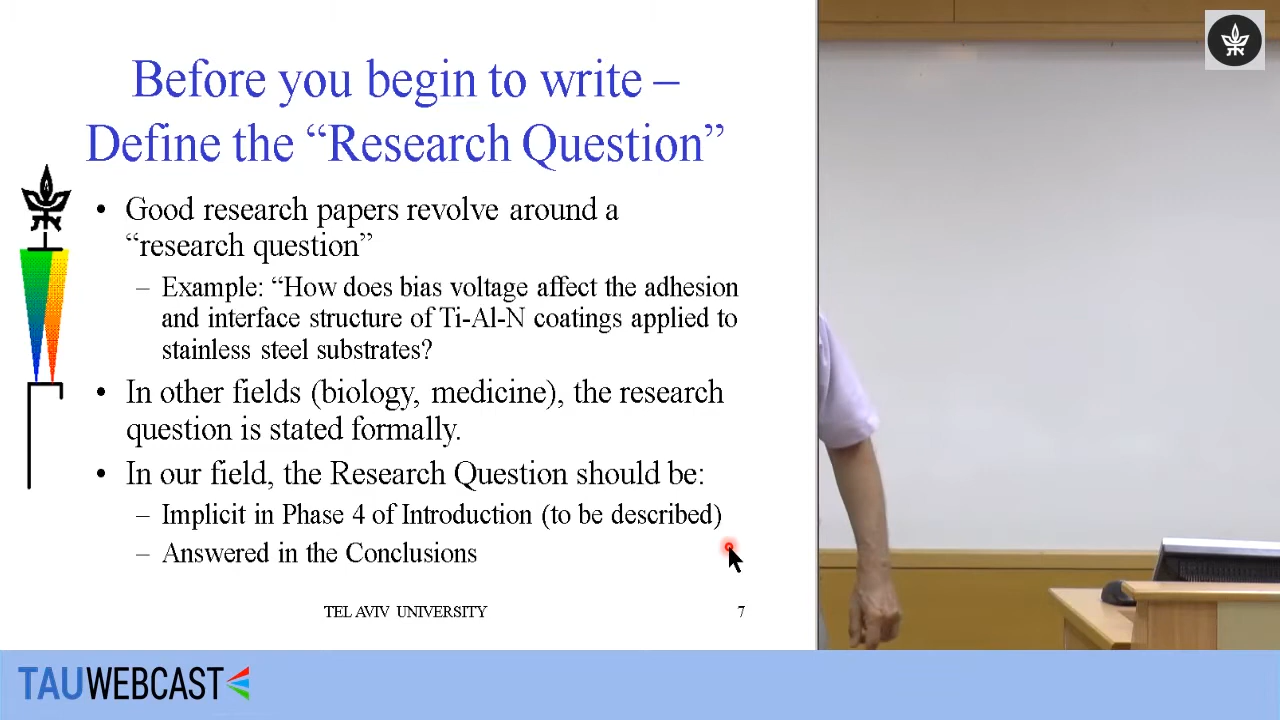 Before you begin to write –
Define the “Research Question”
• Good research papers revolve around a
“research question”
– Example: “How does bias voltage affect the adhesion
and interface structure of Ti-Al-N coatings applied to
stainless steel substrates?
• In other fields (biology, medicine), the research
question is stated formally.
• In our field, the Research Question should be:
– Implicit in Phase 4 of Introduction (to be described)
– Answered in the Conclusions
TEL AVIV UNIVERSITY
7
TAUWEBCAST